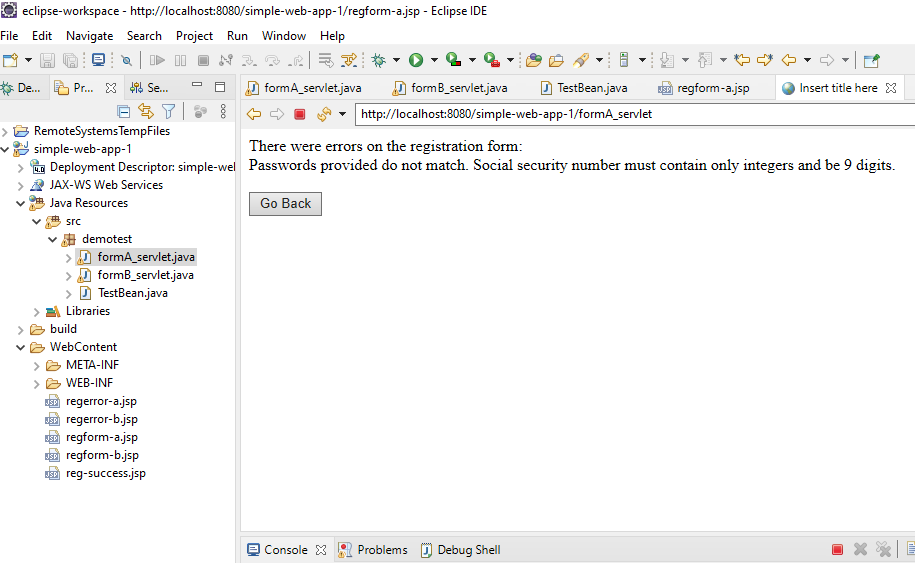 eclipse-workspace - http://localhost:8080/simple-web-app-1/regform-a.jsp - Eclipse IDE
File Edit Navigate Search Project Run Window Help
De... Pr... Se...
formA_servlet.java formB_servlet.java TestBean.java regform-a.jsp Insert title here
http://localhost:8080/simple-web-app-1/formA_servlet
RemoteSystemsTempFiles
simple-web-app-1
Deployment Descriptor: simple-wel
JAX-WS Web Services
Java Resources
src
demotest
formA_servlet.java
formB_servlet.java
TestBean.java
Libraries
build
WebContent
META-INF
WEB-INF
regerror-a.jsp
regerror-b.jsp
regform-a.jsp
regform-b.jsp
reg-success.jsp
There were errors on the registration form:
Passwords provided do not match. Social security number must contain only integers and be 9 digits.
Go Back
Console Problems Debug Shell